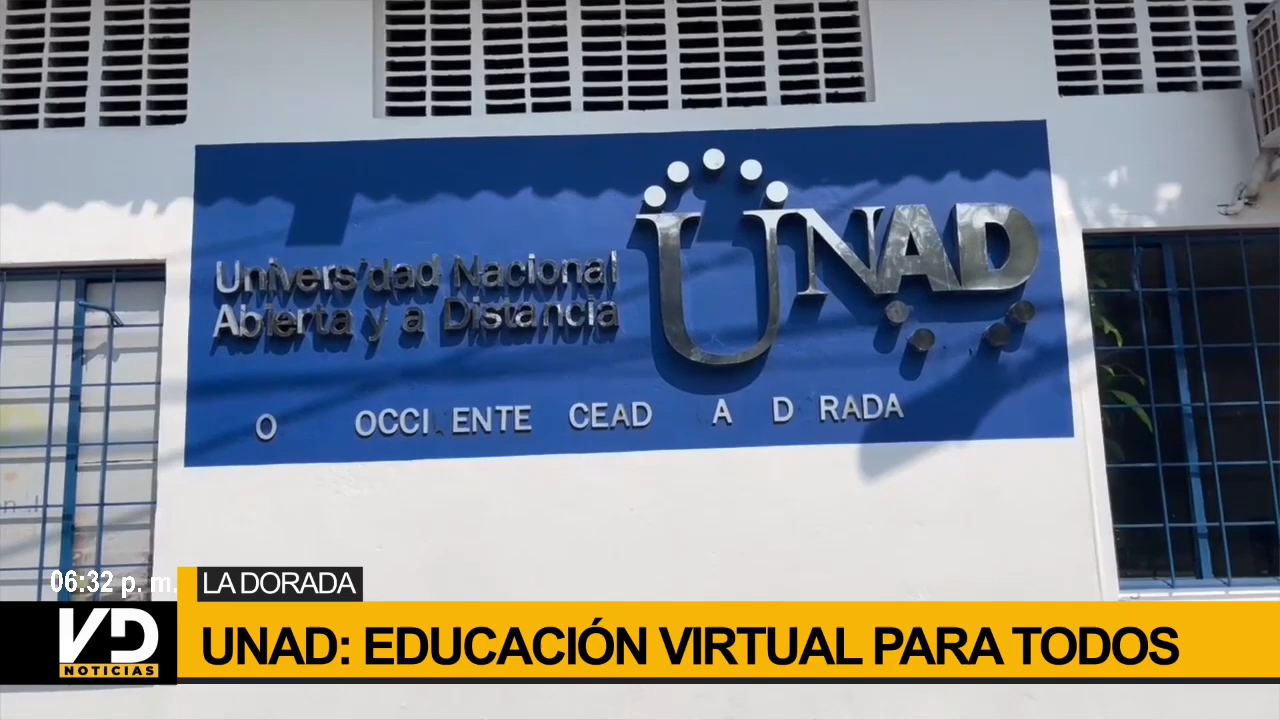 Universidad Nacional
Abierta y a Distancia
UNAD
O OCCI ENTE CEAD A D RADA
06:32 p. m.
LA DORADA
VD
NOTICIAS
UNAD: EDUCACIÓN VIRTUAL PARA TODOS